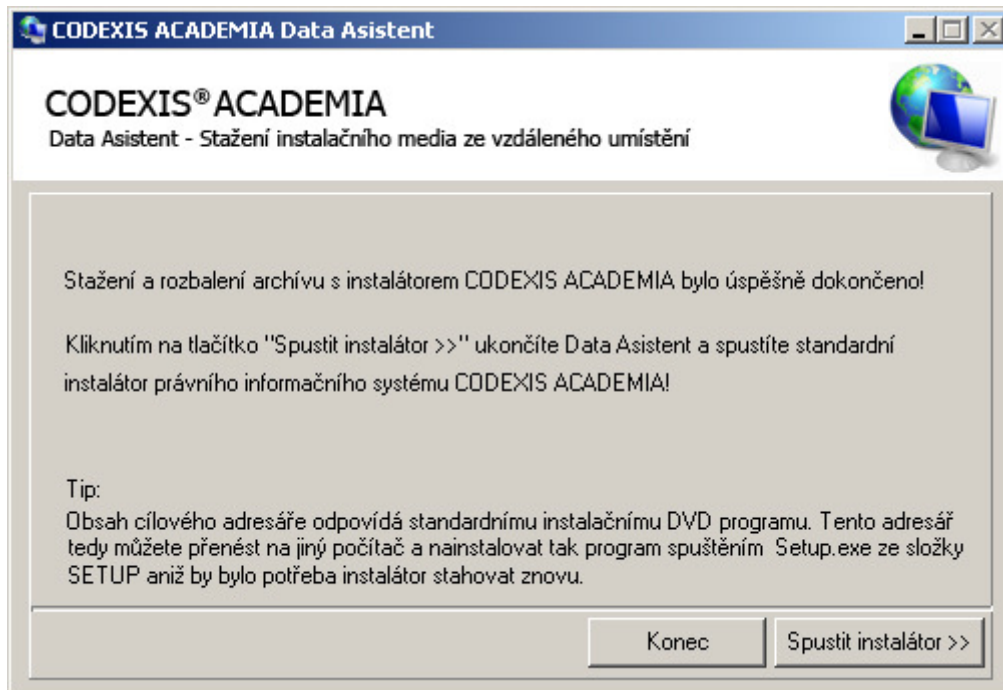 CODEXIS ACADEMIA Data Asistent
CODEXIS® ACADEMIA
Data Asistent - Stažení instalačního media ze vzdáleného umístění
Stažení a rozbalení archívu s instalátorem CODEXIS ACADEMIA bylo úspěšně dokončeno!
Kliknutím na tlačítko "Spustit instalátor >>" ukončíte Data Asistent a spustíte standardní
instalátor právního informačního systému CODEXIS ACADEMIA!
Tip:
Obsah cílového adresáře odpovídá standardnímu instalačnímu DVD programu. Tento adresář
tedy můžete přenést na jiný počítač a nainstalovat tak program spuštěním Setup.exe ze složky
SETUP aniž by bylo potřeba instalátor stahovat znovu.
Konec
Spustit instalátor >>